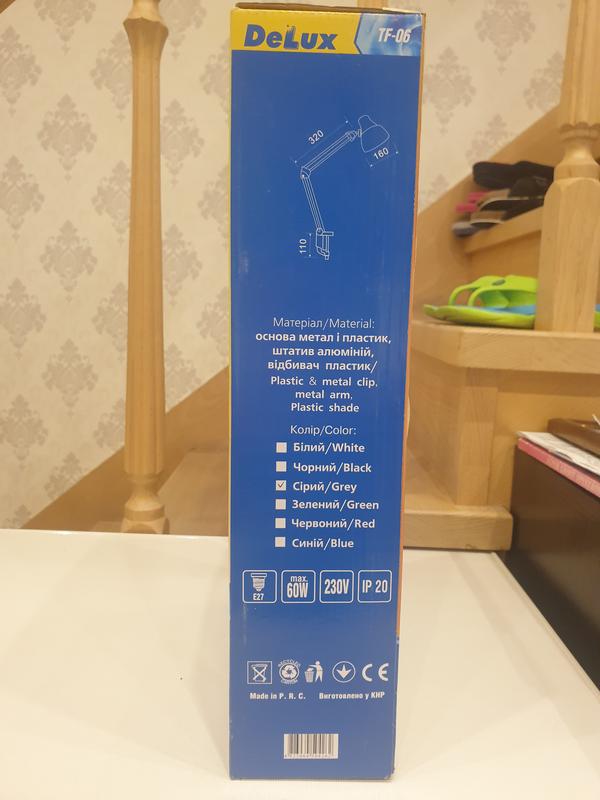 DeLux
TF-06
320
160
110
Матеріал/Material:
основа метал і пластик,
штатив алюміній,
відбивач пластик/
Plastic & metal clip,
metal arm,
Plastic shade
Колір/Color:
Білий/White
Чорний/Black
Сірий/Grey
Зелений/Green
Червоний/Red
Синій/Blue
E27
max. 60W
230V
IP 20
CE
Made in P. R. C. Виготовлено у КНР